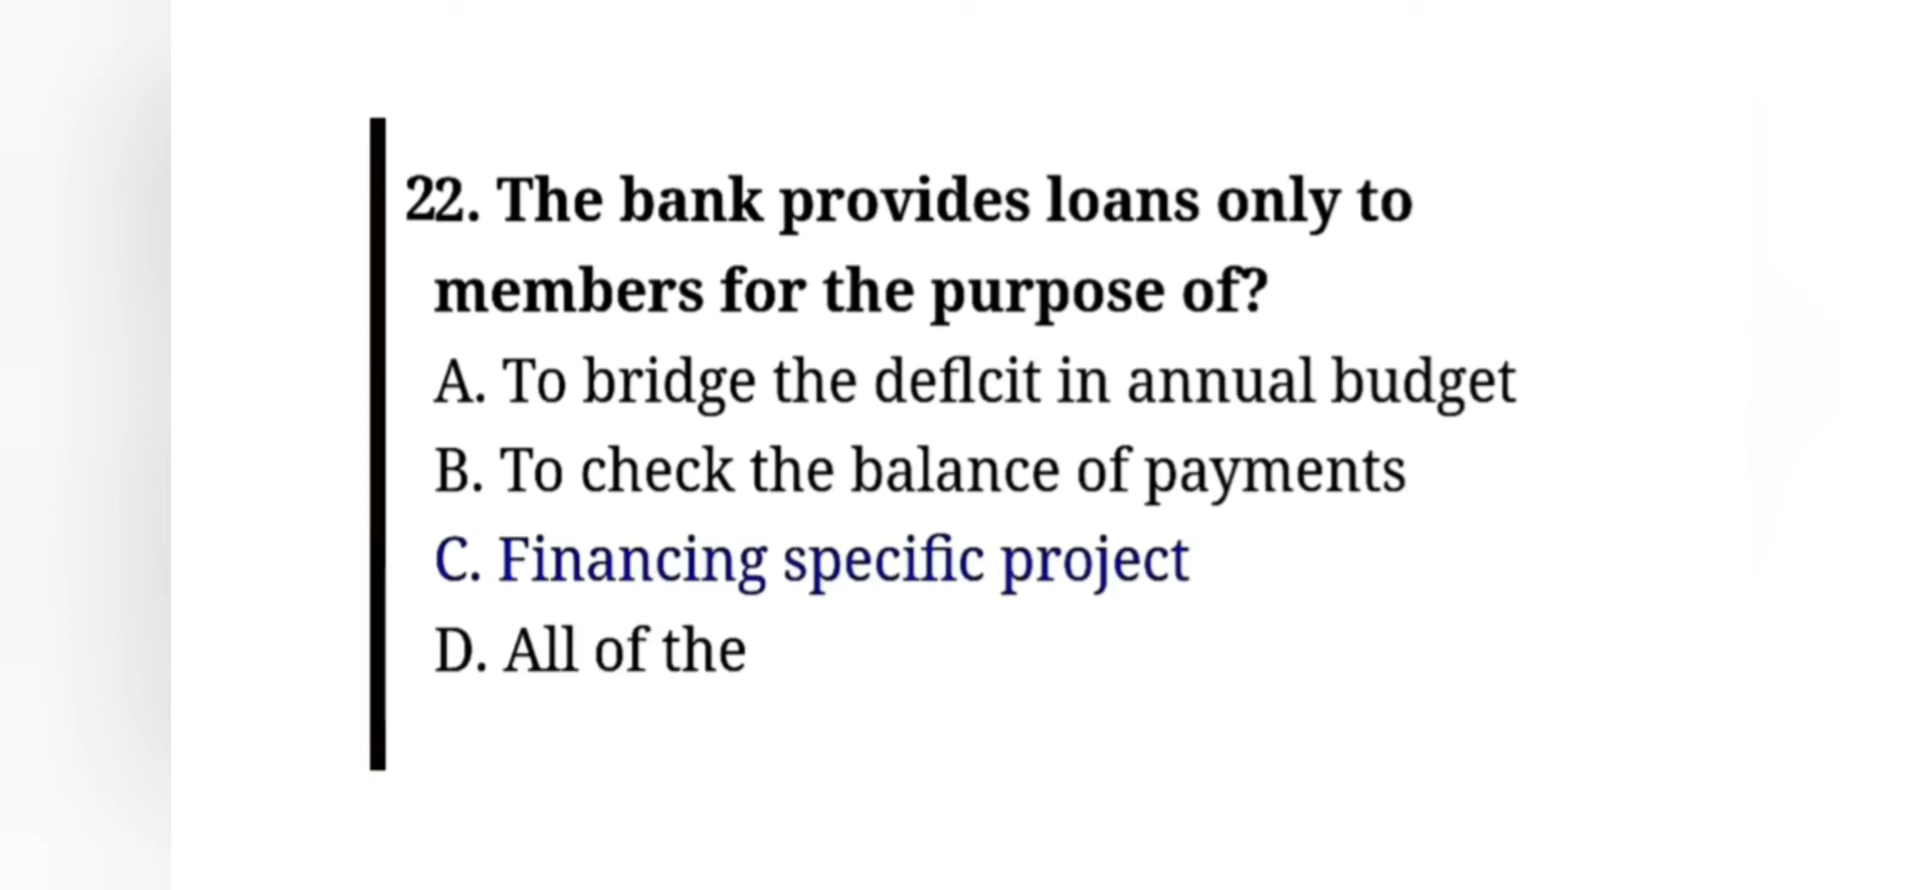 22. The bank provides loans only to
members for the purpose of?
A. To bridge the deflcit in annual budget
B. To check the balance of payments
C. Financing specific project
D. All of the